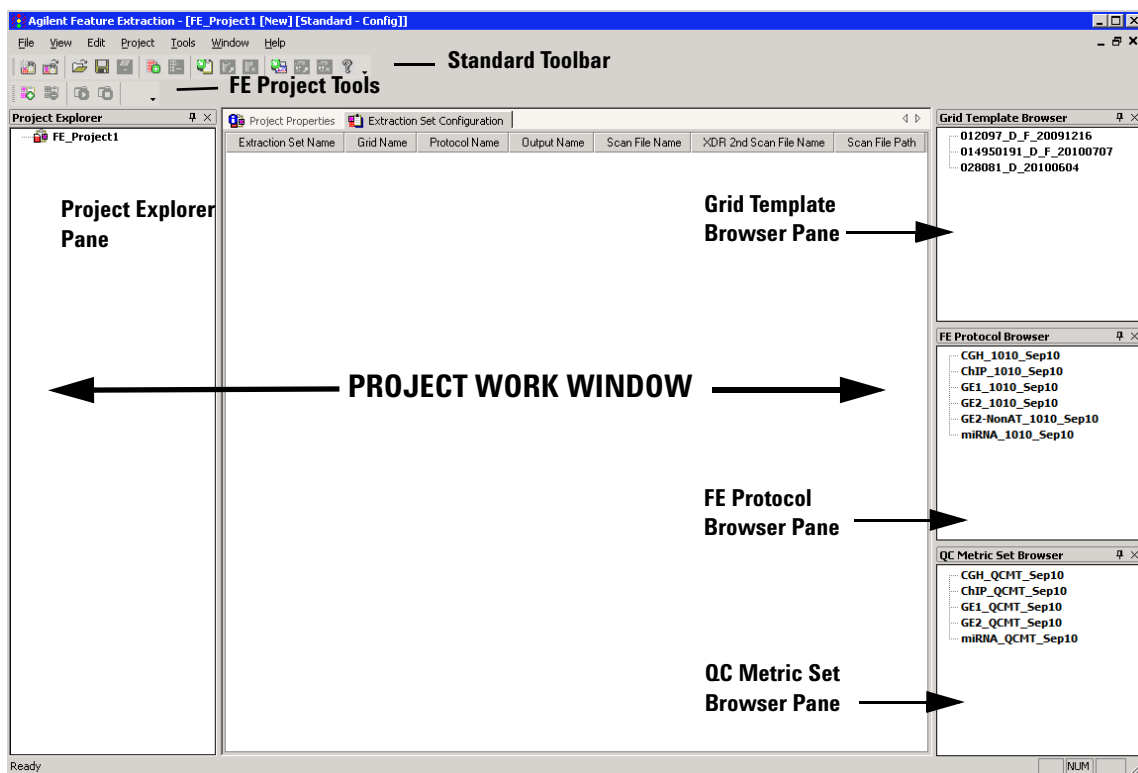 Agilent Feature Extraction - [FE_Project1 [New] [Standard - Config]]
File View Edit Project Tools Window Help
Standard Toolbar
FE Project Tools
Project Explorer
FE_Project1
Project Explorer
Pane
Project Properties Extraction Set Configuration
Extraction Set Name Grid Name Protocol Name Output Name Scan File Name XDR 2nd Scan File Name Scan File Path
PROJECT WORK WINDOW
Grid Template
Browser Pane
FE Protocol
Browser Pane
QC Metric Set
Browser Pane
Grid Template Browser
012097_D_F_20091216
014950191_D_F_20100707
028081_D_20100604
FE Protocol Browser
CGH_1010_Sep10
ChIP_1010_Sep10
GE1_1010_Sep10
GE2_1010_Sep10
GE2-NonAT_1010_Sep10
miRNA_1010_Sep10
QC Metric Set Browser
CGH_QCMT_Sep10
ChIP_QCMT_Sep10
GE1_QCMT_Sep10
GE2_QCMT_Sep10
miRNA_QCMT_Sep10
Ready
NUM